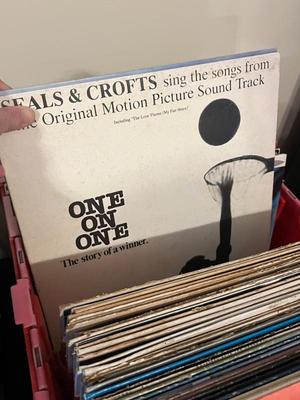 SEALS & CROFTS sing the songs from
the Original Motion Picture Sound Track
Including "The Love Theme (My Fair Share)"
ONE
ON
ONE
The story of a winner.